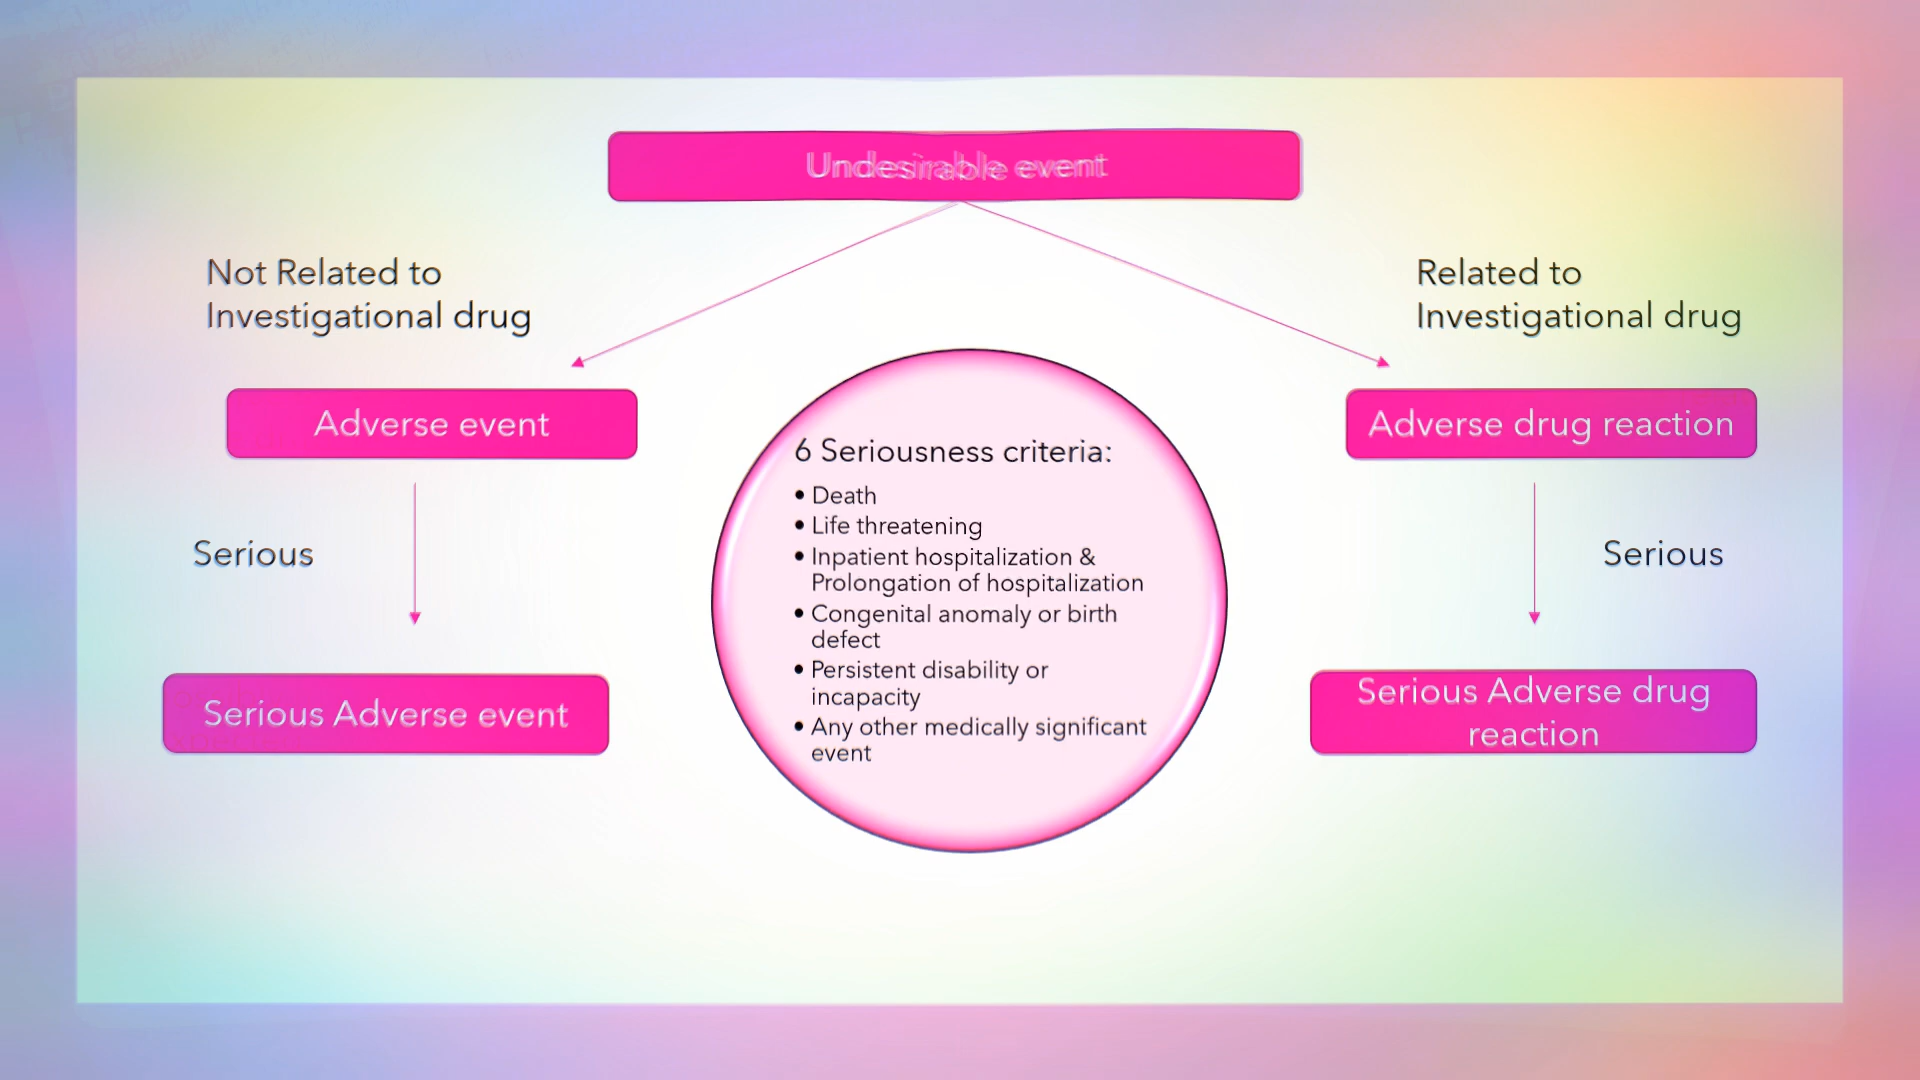 Undesirable event
Not Related to
Investigational drug
Related to
Investigational drug
Adverse event
Adverse drug reaction
6 Seriousness criteria:
• Death
• Life threatening
• Inpatient hospitalization &
Prolongation of hospitalization
• Congenital anomaly or birth
defect
• Persistent disability or
incapacity
• Any other medically significant
event
Serious
Serious
Serious Adverse event
Serious Adverse drug
reaction